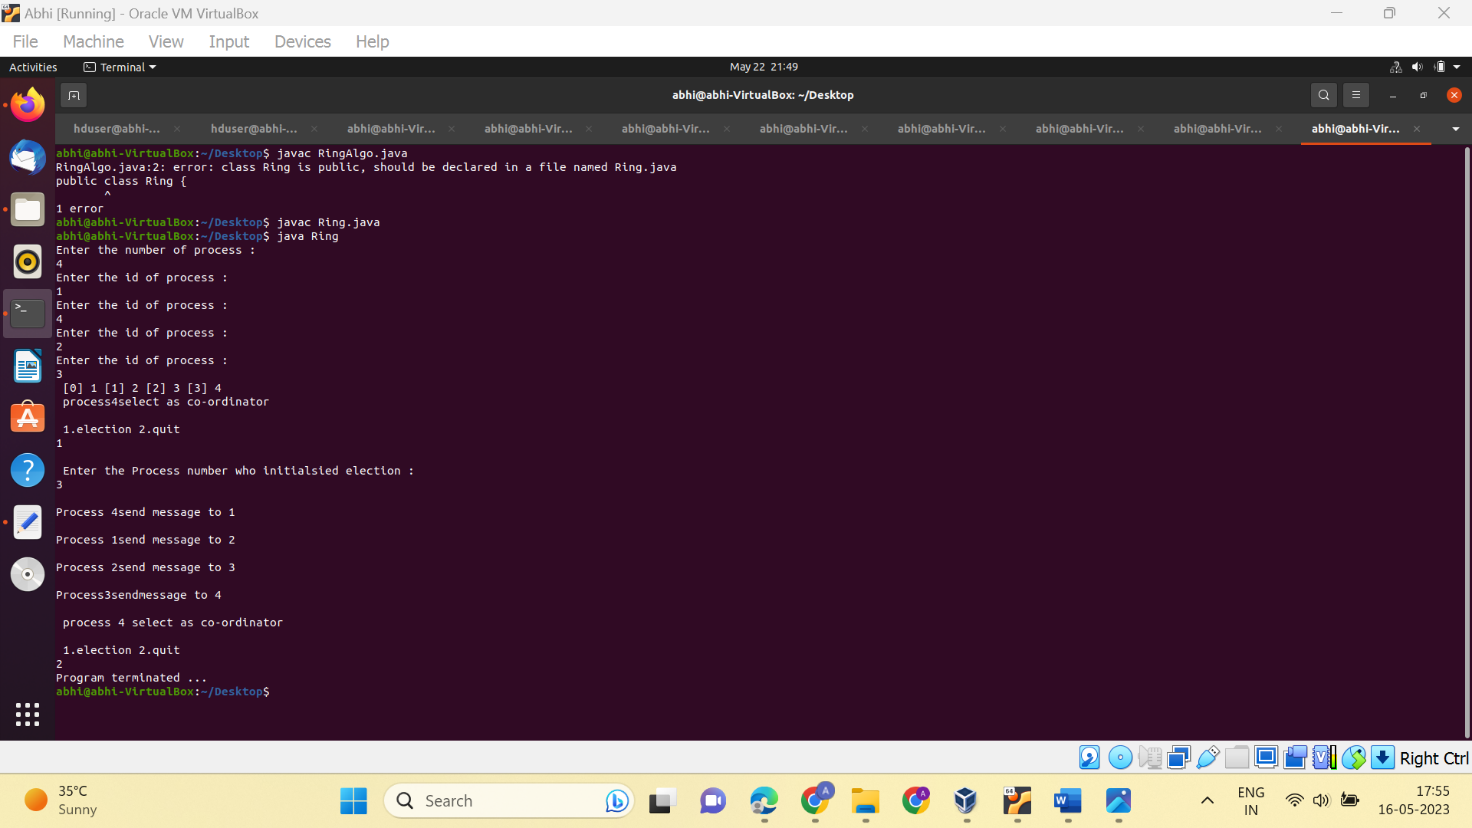 Abhi [Running] - Oracle VM VirtualBox
File Machine View Input Devices Help
Activities Terminal May 22 21:49
abhi@abhi-VirtualBox: ~/Desktop
hduser@abhi-... hduser@abhi-... abhi@abhi-Vir... abhi@abhi-Vir... abhi@abhi-Vir... abhi@abhi-Vir... abhi@abhi-Vir... abhi@abhi-Vir... abhi@abhi-Vir... abhi@abhi-Vir...
abhi@abhi-VirtualBox:~/Desktop$ javac RingAlgo.java
RingAlgo.java:2: error: class Ring is public, should be declared in a file named Ring.java
public class Ring {
^
1 error
abhi@abhi-VirtualBox:~/Desktop$ javac Ring.java
abhi@abhi-VirtualBox:~/Desktop$ java Ring
Enter the number of process :
4
Enter the id of process :
1
Enter the id of process :
4
Enter the id of process :
2
Enter the id of process :
3
[0] 1 [1] 2 [2] 3 [3] 4
process4select as co-ordinator
1.election 2.quit
1
Enter the Process number who initialsied election :
3
Process 4send message to 1
Process 1send message to 2
Process 2send message to 3
Process3sendmessage to 4
process 4 select as co-ordinator
1.election 2.quit
2
Program terminated ...
abhi@abhi-VirtualBox:~/Desktop$
Right Ctrl
35°C
Sunny
Search
ENG
IN
17:55
16-05-2023